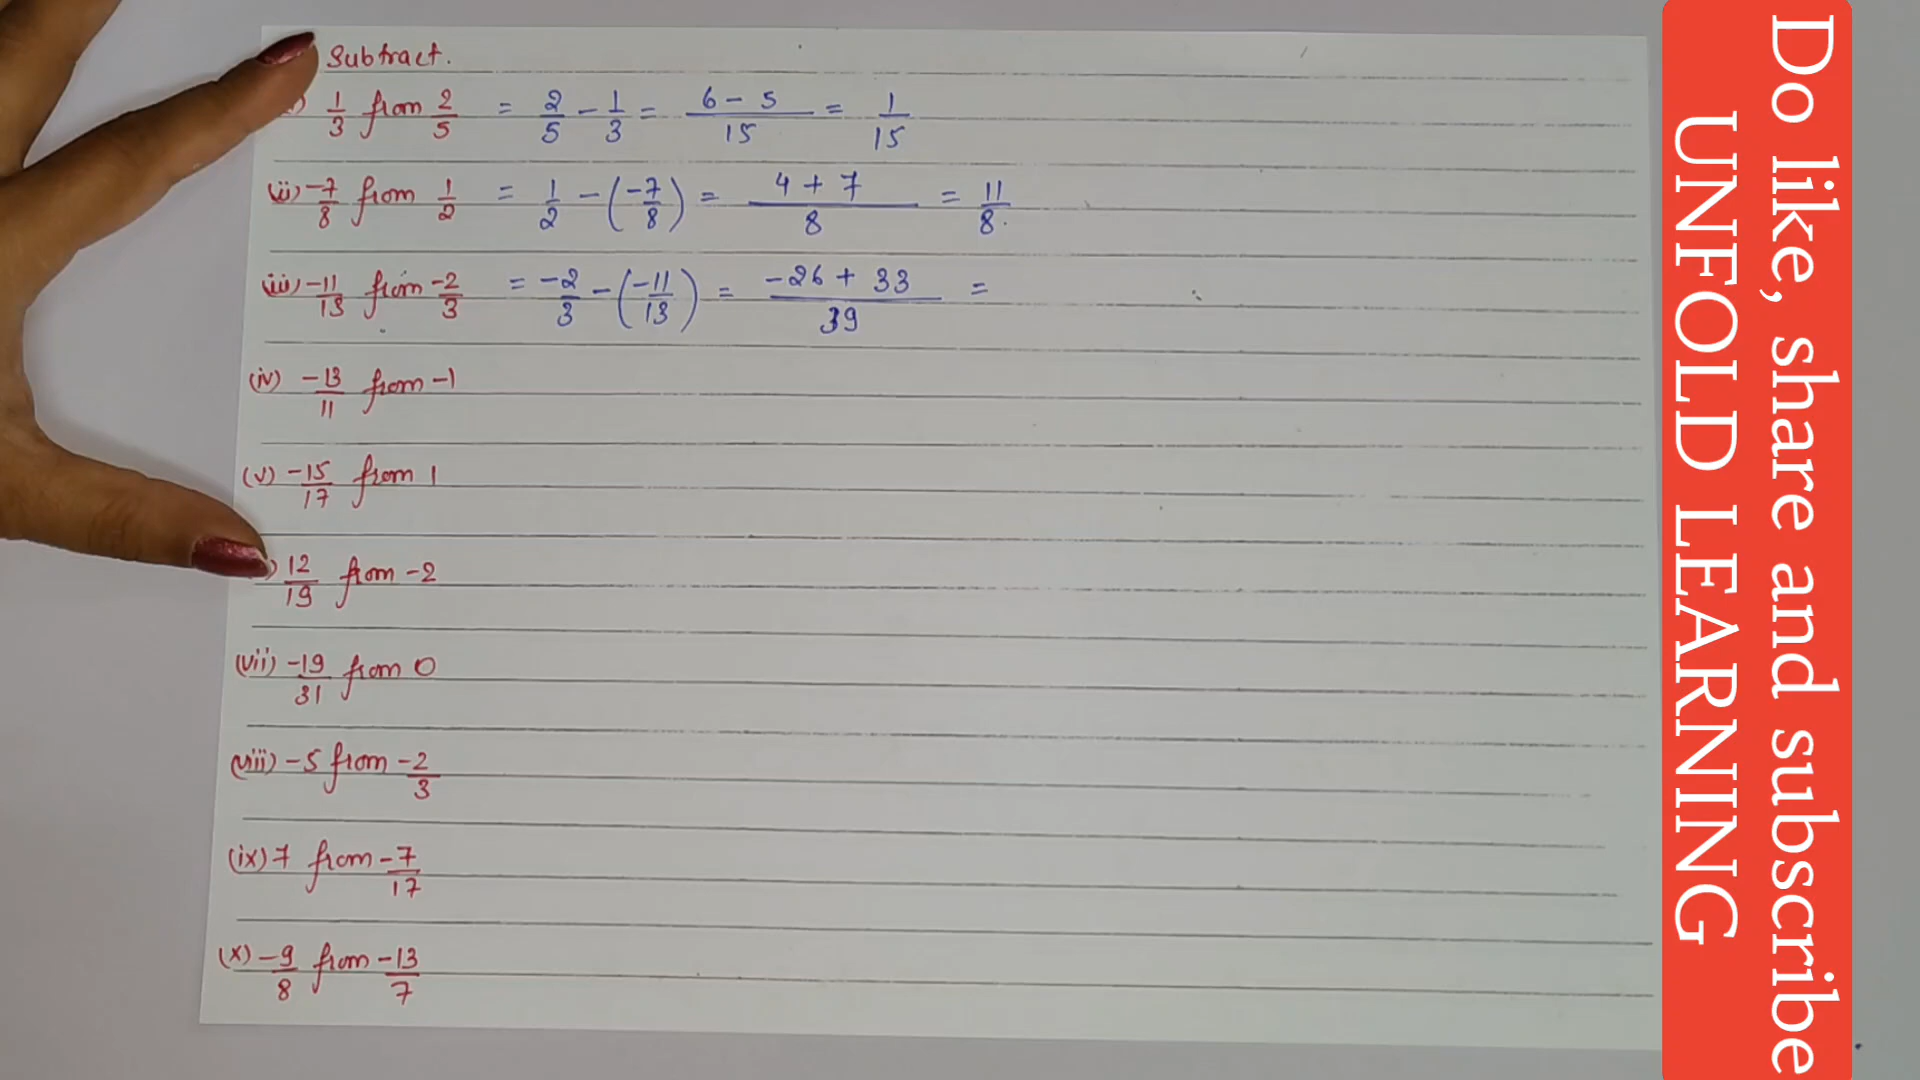 Subtract.
) 1/3 from 2/5 = 2/5 - 1/3 = 6 - 5/15 = 1/15
(ii) -7/8 from 1/2 = 1/2 - (-7/8) = 4 + 7/8 = 11/8.
(iii) -11/13 from -2/3 = -2/3 - (-11/13) = -26 + 33/39 =
(iv) -13/11 from -1
(v) -15/17 from 1
) 12/19 from -2
(vii) -19/31 from 0
(viii) -5 from -2/3
(ix) 7 from -7/17
(x) -9/8 from -13/7
Do like, share and subscribe
UNFOLD LEARNING